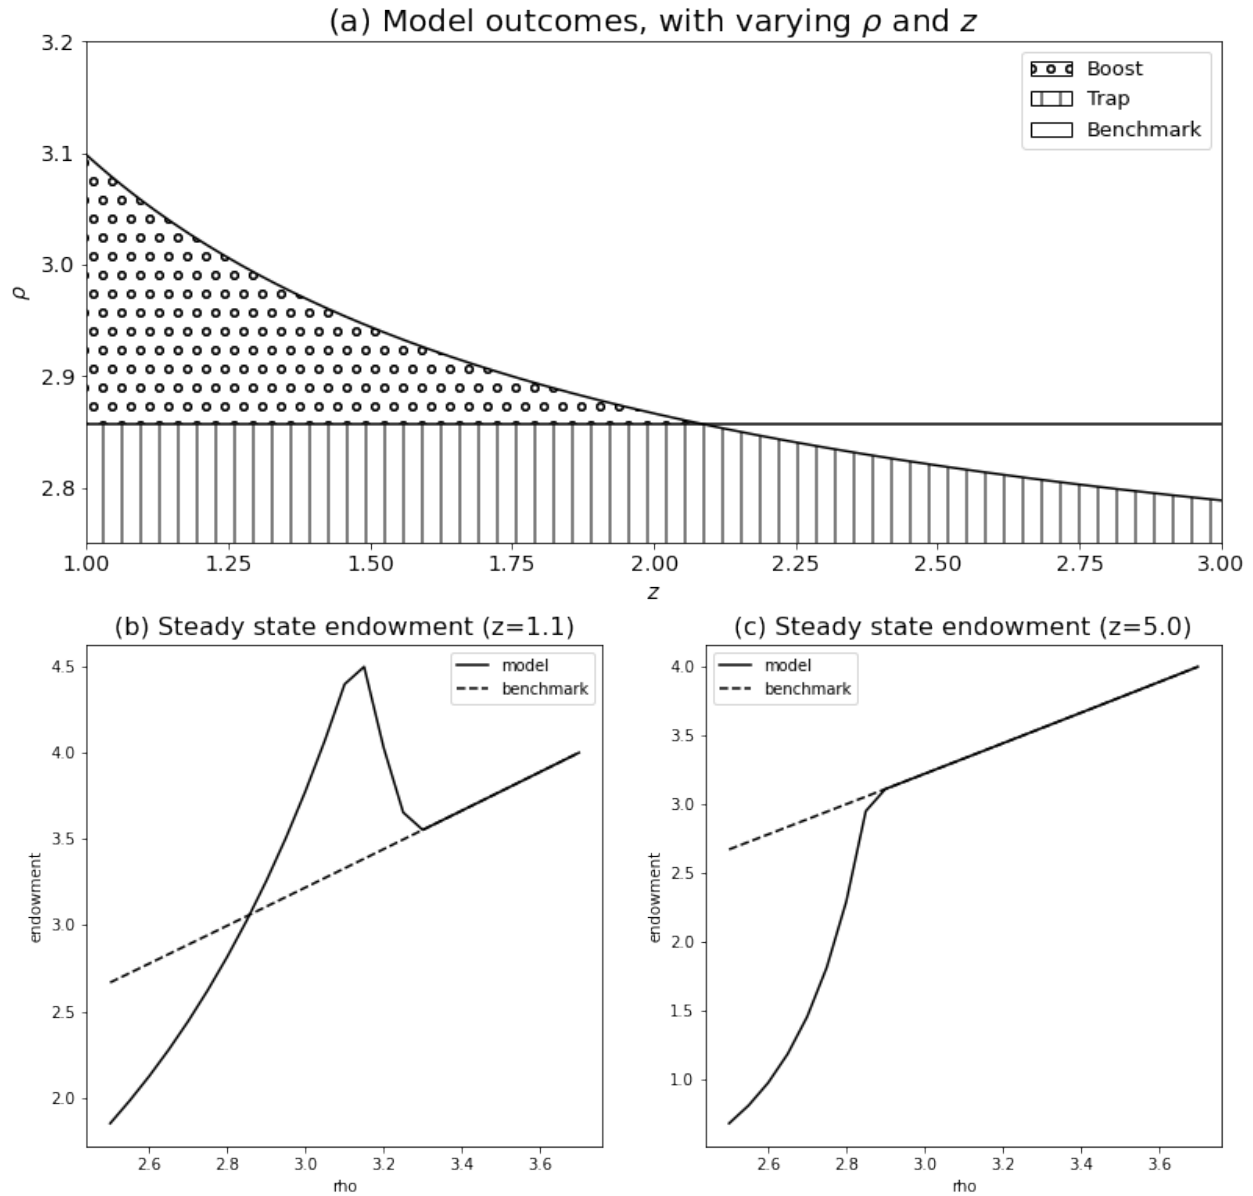 (a) Model outcomes, with varying ρ and z
3.2
3.1
3.0
2.9
2.8
ρ
Boost
Trap
Benchmark
1.00 1.25 1.50 1.75 2.00 2.25 2.50 2.75 3.00
z
(b) Steady state endowment (z=1.1)
4.5
4.0
3.5
3.0
2.5
2.0
endowment
model
benchmark
2.6 2.8 3.0 3.2 3.4 3.6
rho
(c) Steady state endowment (z=5.0)
4.0
3.5
3.0
2.5
2.0
1.5
1.0
endowment
model
benchmark
2.6 2.8 3.0 3.2 3.4 3.6
rho